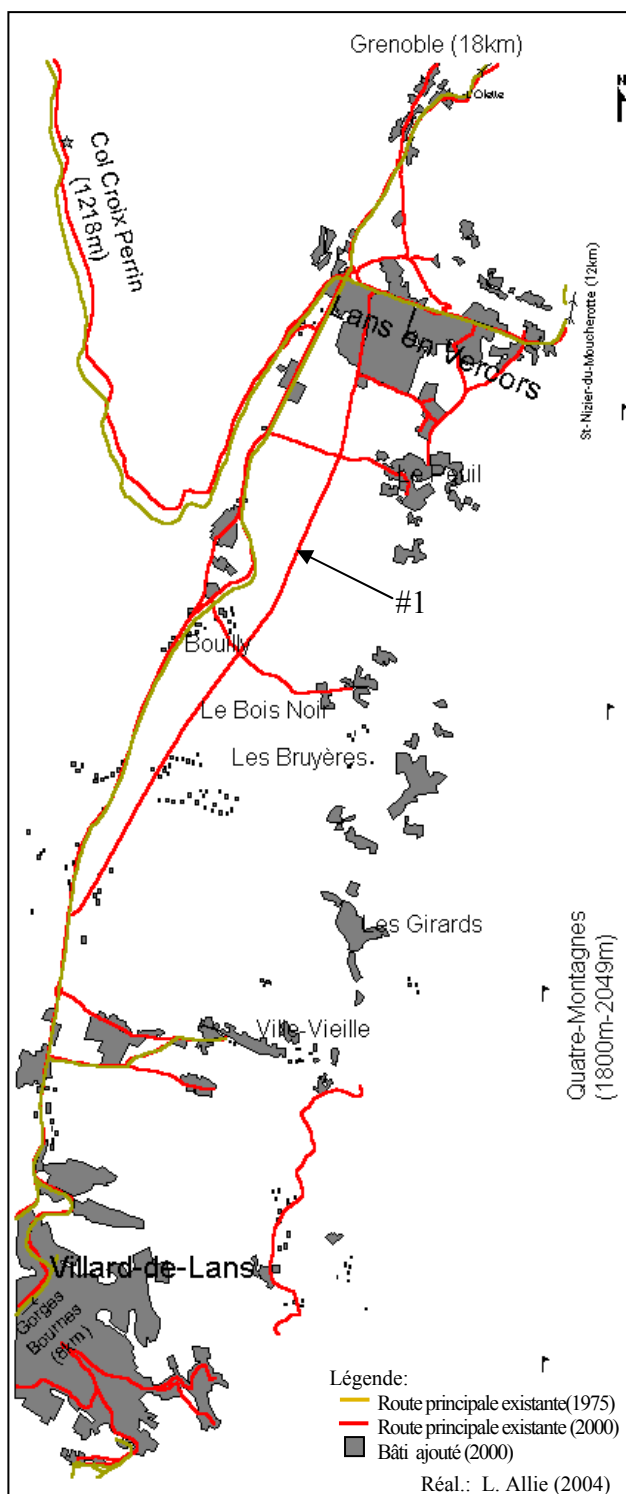 Grenoble (18km)
N
L'Olette
Col Croix Perrin
(1218m)
St-Nizier-du-Moucherotte (12km)
Lans en Vercors
Le Peuil
#1
Bouilly
Le Bois Noir
Les Bruyères
Les Girards
Quatre-Montagnes
(1800m-2049m)
Ville-Vieille
Villard-de-Lans
Gorges
Bournes
(8km)
Légende:
Route principale existante(1975)
Route principale existante (2000)
Bâti ajouté (2000)
Réal.: L. Allie (2004)